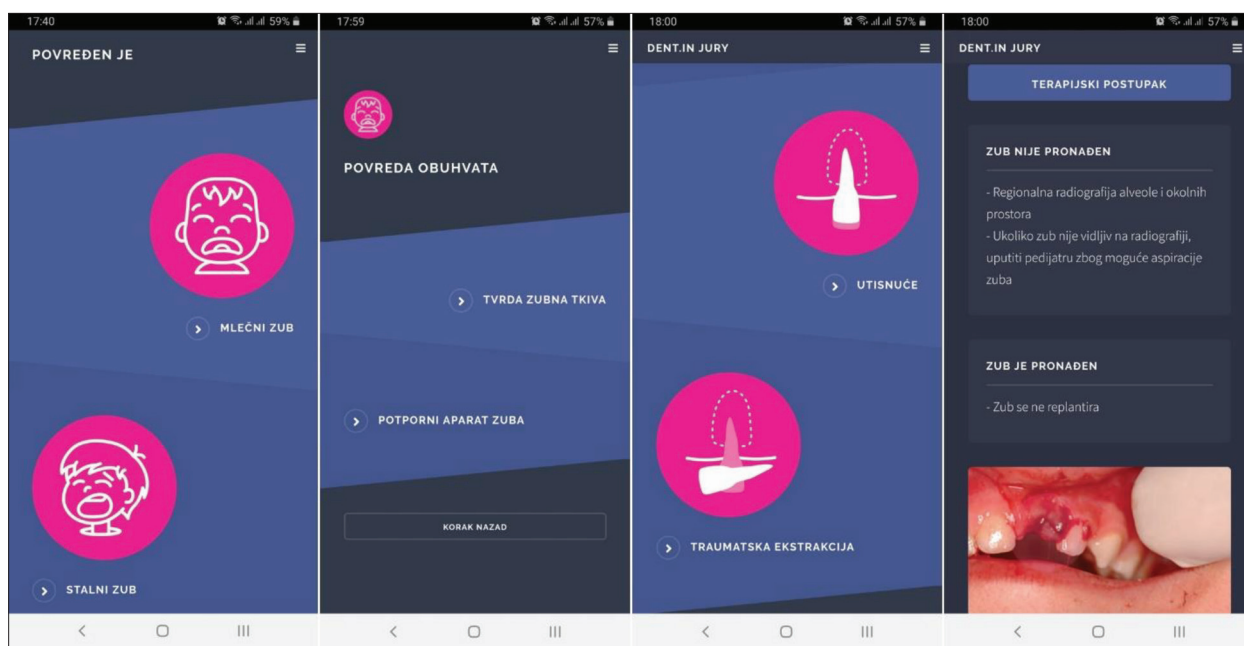 17:40
59%
POVREĐEN JE
MLEČNI ZUB
STALNI ZUB
17:59
57%
POVREDA OBUHVATA
TVRDA ZUBNA TKIVA
POTPORNI APARAT ZUBA
KORAK NAZAD
18:00
57%
DENT.IN JURY
UTISNUĆE
TRAUMATSKA EKSTRAKCIJA
18:00
57%
DENT.IN JURY
TERAPIJSKI POSTUPAK
ZUB NIJE PRONAĐEN
- Regionalna radiografija alveole i okolnih
prostora
- Ukoliko zub nije vidljiv na radiografiji,
uputiti pedijatru zbog moguće aspiracije
zuba
ZUB JE PRONAĐEN
- Zub se ne replantira